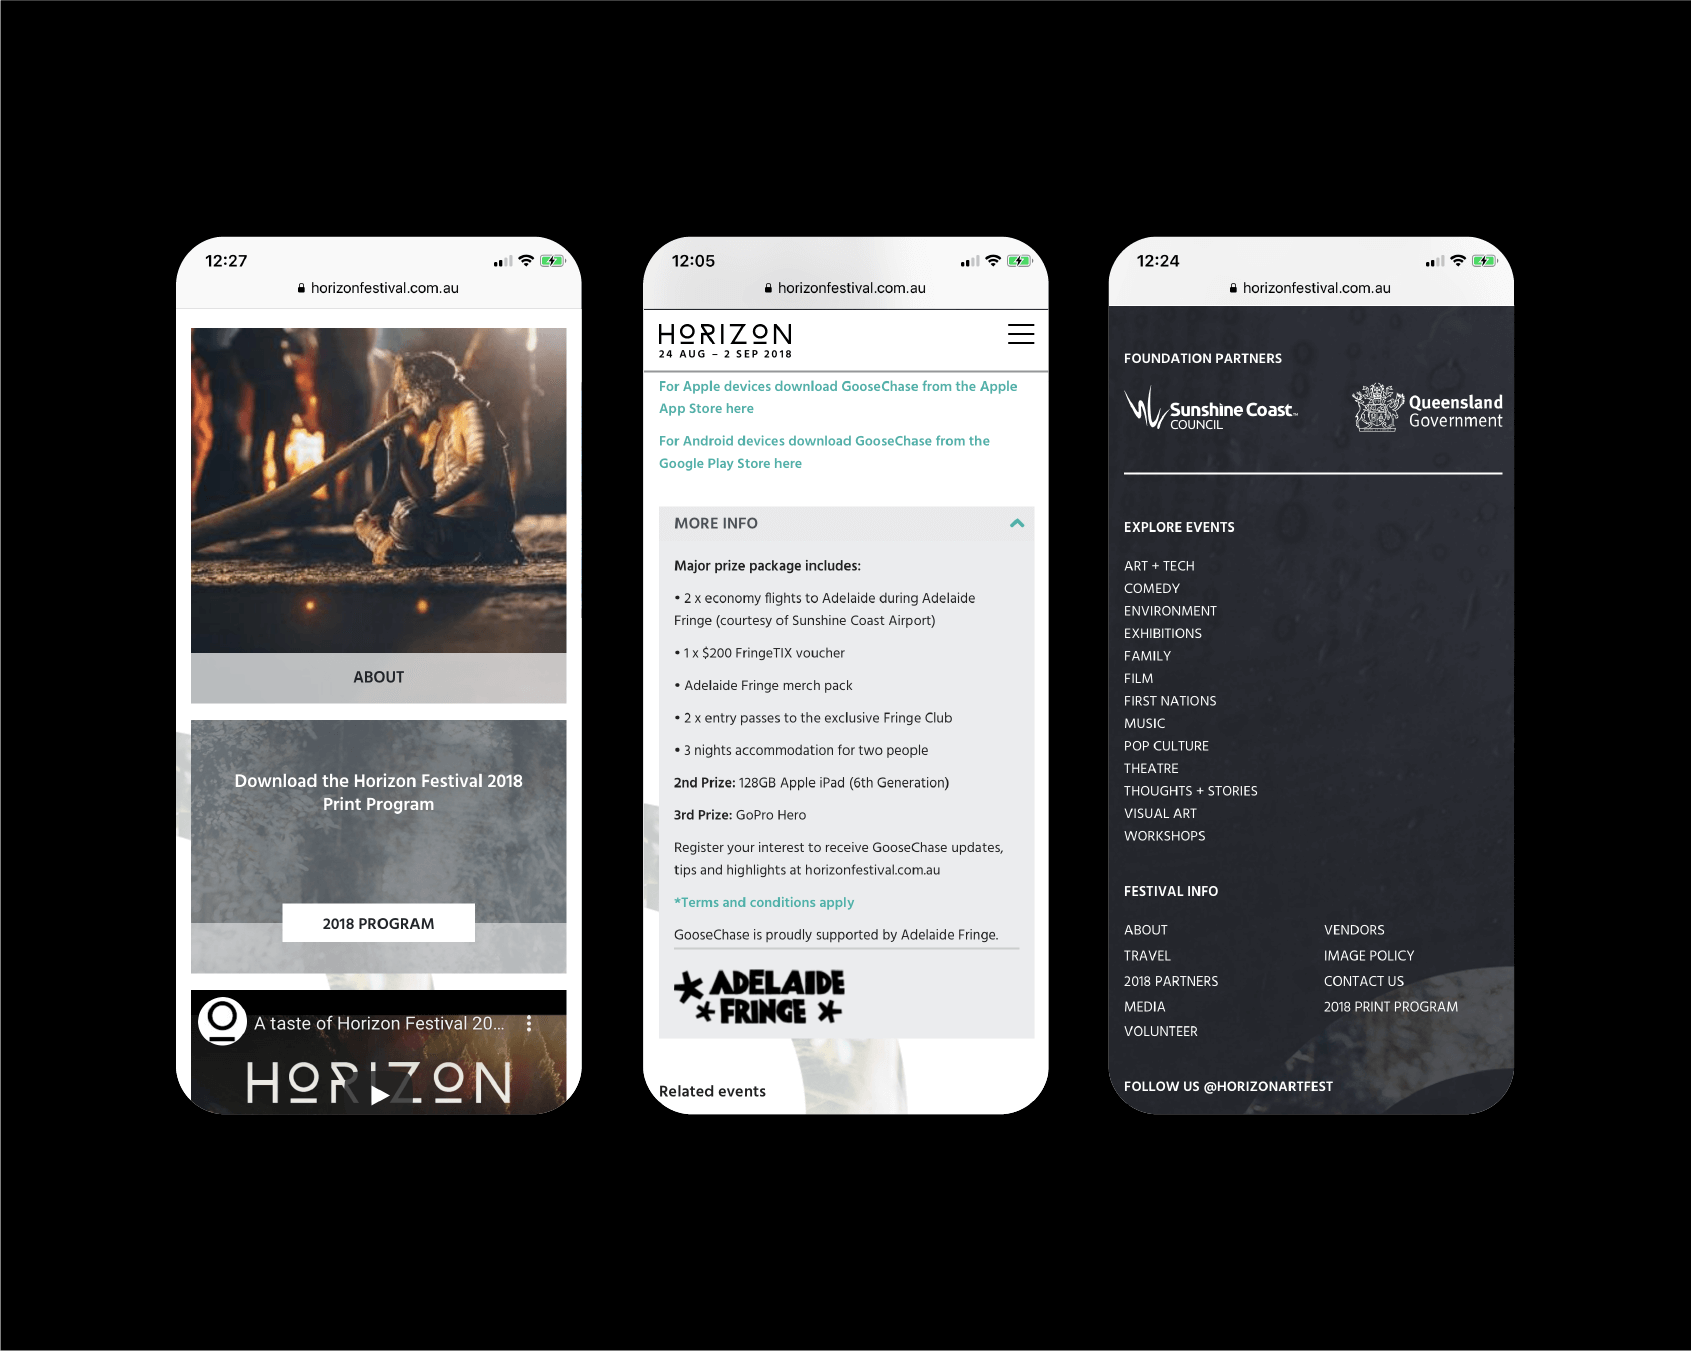 12:27
horizonfestival.com.au
ABOUT
Download the Horizon Festival 2018
Print Program
2018 PROGRAM
A taste of Horizon Festival 20...
HORIZON
12:05
horizonfestival.com.au
HORIZON
24 AUG – 2 SEP 2018
For Apple devices download GooseChase from the Apple
App Store here
For Android devices download GooseChase from the
Google Play Store here
MORE INFO
Major prize package includes:
• 2 x economy flights to Adelaide during Adelaide
Fringe (courtesy of Sunshine Coast Airport)
• 1 x $200 FringeTIX voucher
• Adelaide Fringe merch pack
• 2 x entry passes to the exclusive Fringe Club
• 3 nights accommodation for two people
2nd Prize: 128GB Apple iPad (6th Generation)
3rd Prize: GoPro Hero
Register your interest to receive GooseChase updates,
tips and highlights at horizonfestival.com.au
*Terms and conditions apply
GooseChase is proudly supported by Adelaide Fringe.
ADELAIDE
FRINGE
Related events
12:24
horizonfestival.com.au
FOUNDATION PARTNERS
Sunshine Coast
COUNCIL
Queensland
Government
EXPLORE EVENTS
ART + TECH
COMEDY
ENVIRONMENT
EXHIBITIONS
FAMILY
FILM
FIRST NATIONS
MUSIC
POP CULTURE
THEATRE
THOUGHTS + STORIES
VISUAL ART
WORKSHOPS
FESTIVAL INFO
ABOUT
TRAVEL
2018 PARTNERS
MEDIA
VOLUNTEER
VENDORS
IMAGE POLICY
CONTACT US
2018 PRINT PROGRAM
FOLLOW US @HORIZONARTFEST